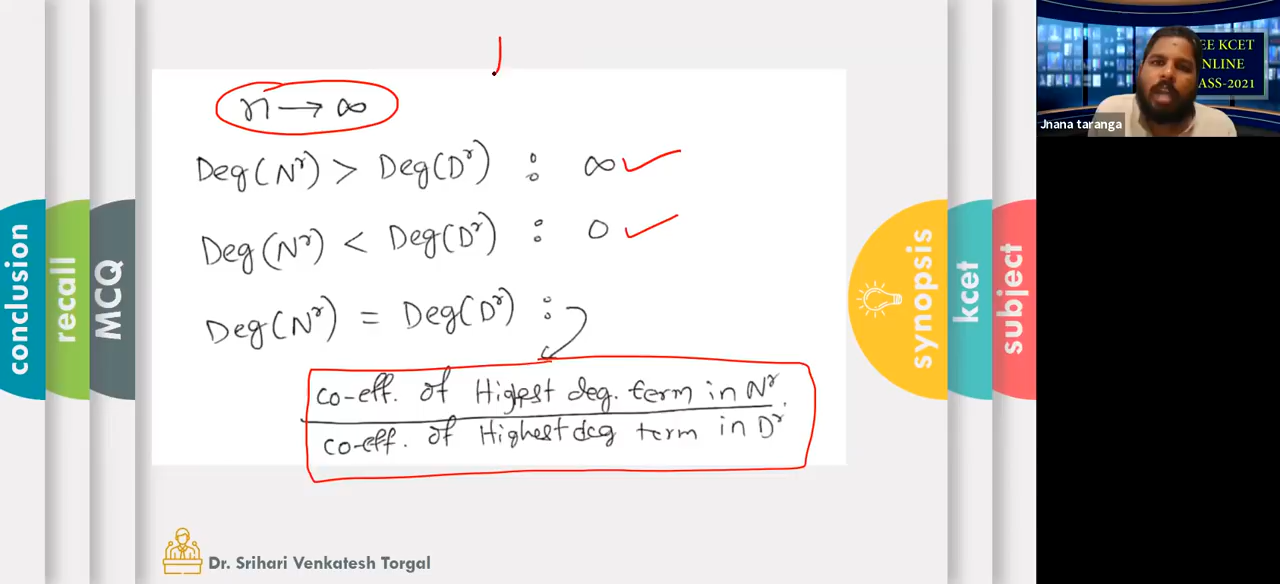 n → ∞
Deg(Nʳ) > Deg(Dʳ) : ∞
Deg(Nʳ) < Deg(Dʳ) : 0
Deg(Nʳ) = Deg(Dʳ) :
co-eff. of Highest deg. term in Nʳ
co-eff. of Highest deg term in Dʳ
Dr. Srihari Venkatesh Torgal
conclusion
recall
MCQ
synopsis
kcet
subject
EE KCET
NLINE
ASS-2021
Jnana taranga